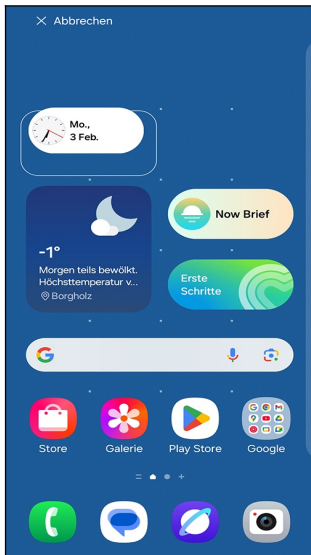 Abbrechen
Mo.,
3 Feb.
-1°
Morgen teils bewölkt.
Höchsttemperatur v...
Borgholz
Now Brief
Erste
Schritte
Store
Galerie
Play Store
Google